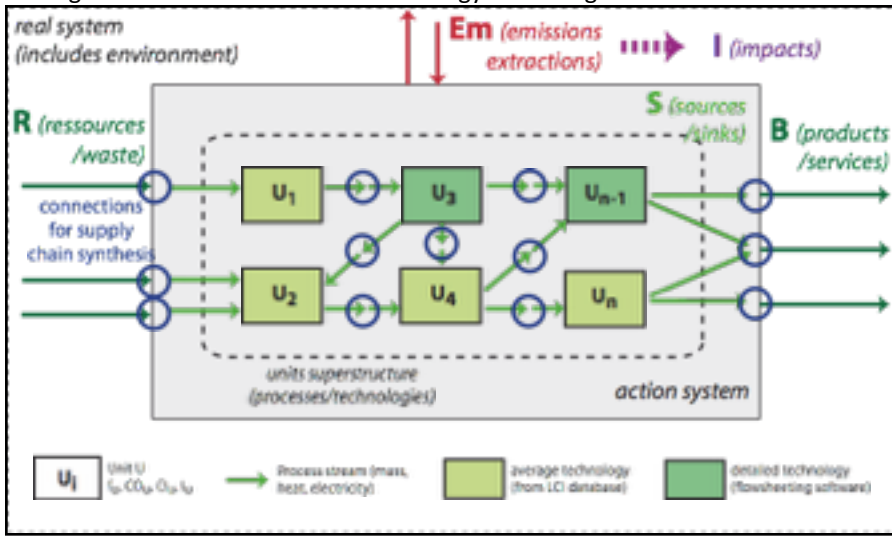 real system
(includes environment)
Em (emissions
extractions)
I (impacts)
R (ressources
/waste)
S (sources
/sinks)
B (products
/services)
connections
for supply
chain synthesis
U1
U3
Un-1
U2
U4
Un
units superstructure
(processes/technologies)
action system
Ui
Unit U
Process stream (mass,
heat, electricity)
average technology
(from LCI database)
detailed technology
(flowsheeting software)